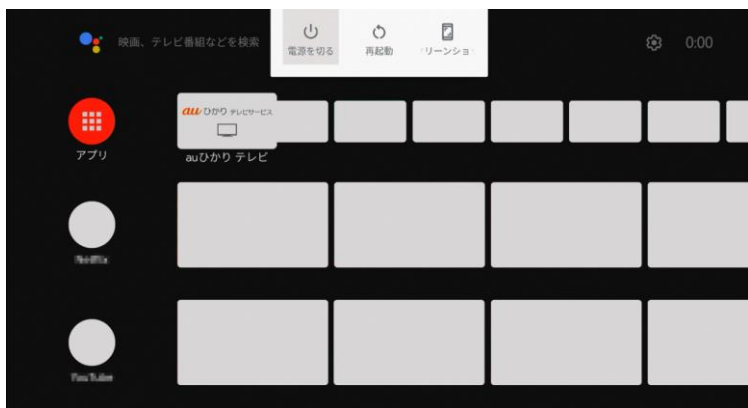 映画、テレビ番組などを検索
電源を切る
再起動
リーンショ
0:00
au ひかり テレビサービス
アプリ
auひかり テレビ